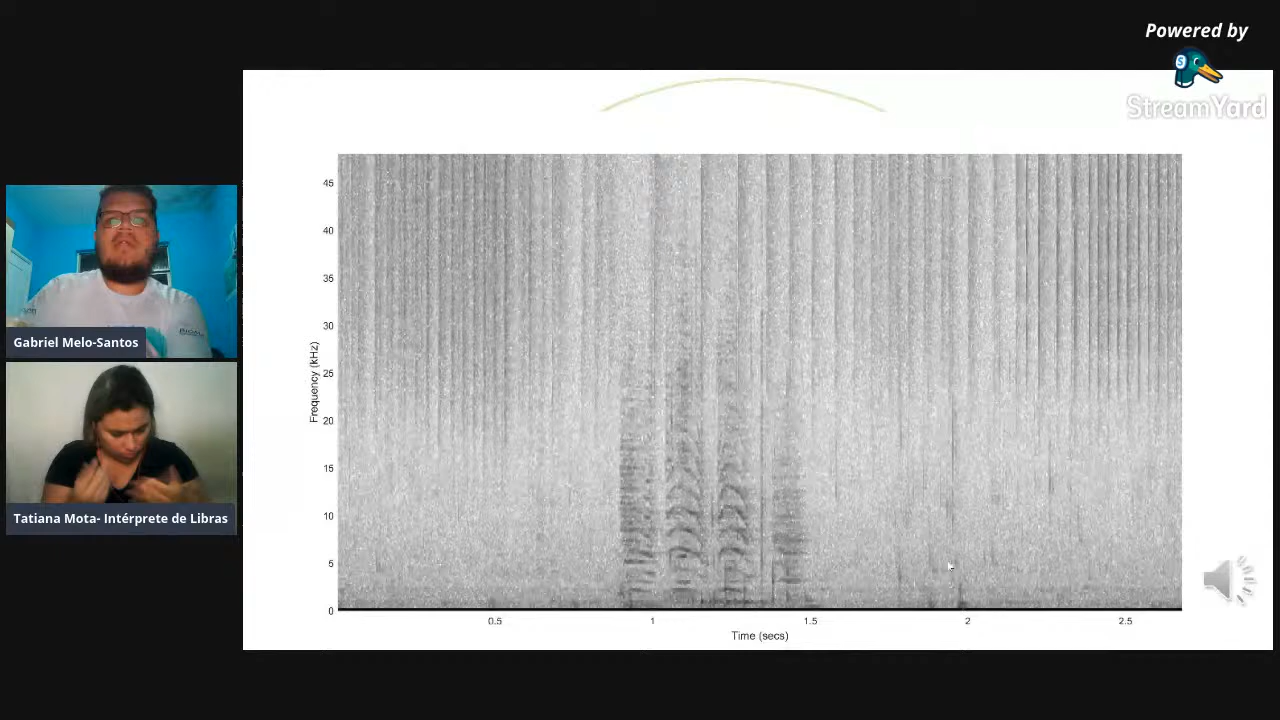 Powered by
StreamYard
S
45
40
35
30
25
20
15
10
5
0
Frequency (kHz)
0.5
1
1.5
2
2.5
Time (secs)
Gabriel Melo-Santos
Tatiana Mota- Intérprete de Libras